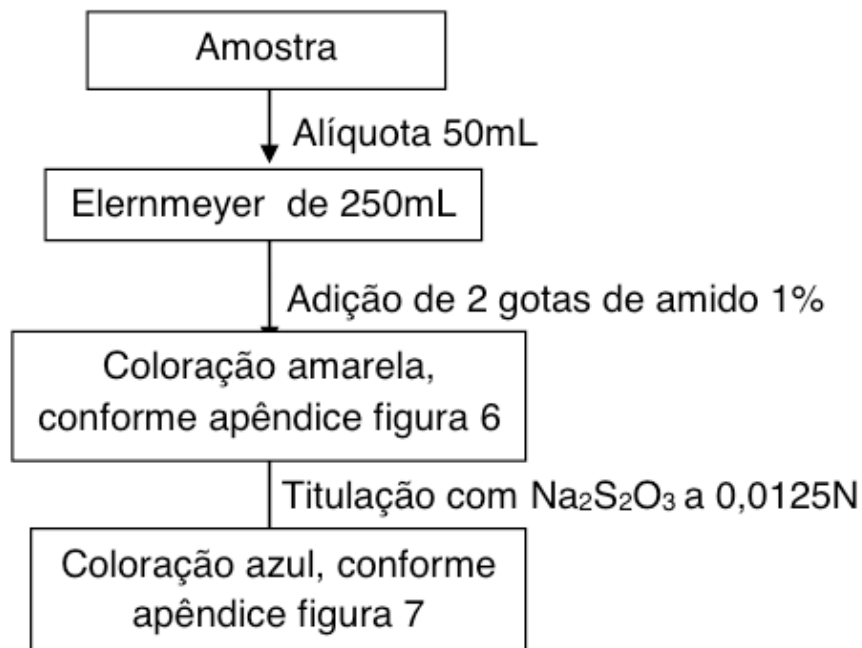 Amostra
Alíquota 50mL
Elernmeyer de 250mL
Adição de 2 gotas de amido 1%
Coloração amarela,
conforme apêndice figura 6
Titulação com Na₂S₂O₃ a 0,0125N
Coloração azul, conforme
apêndice figura 7